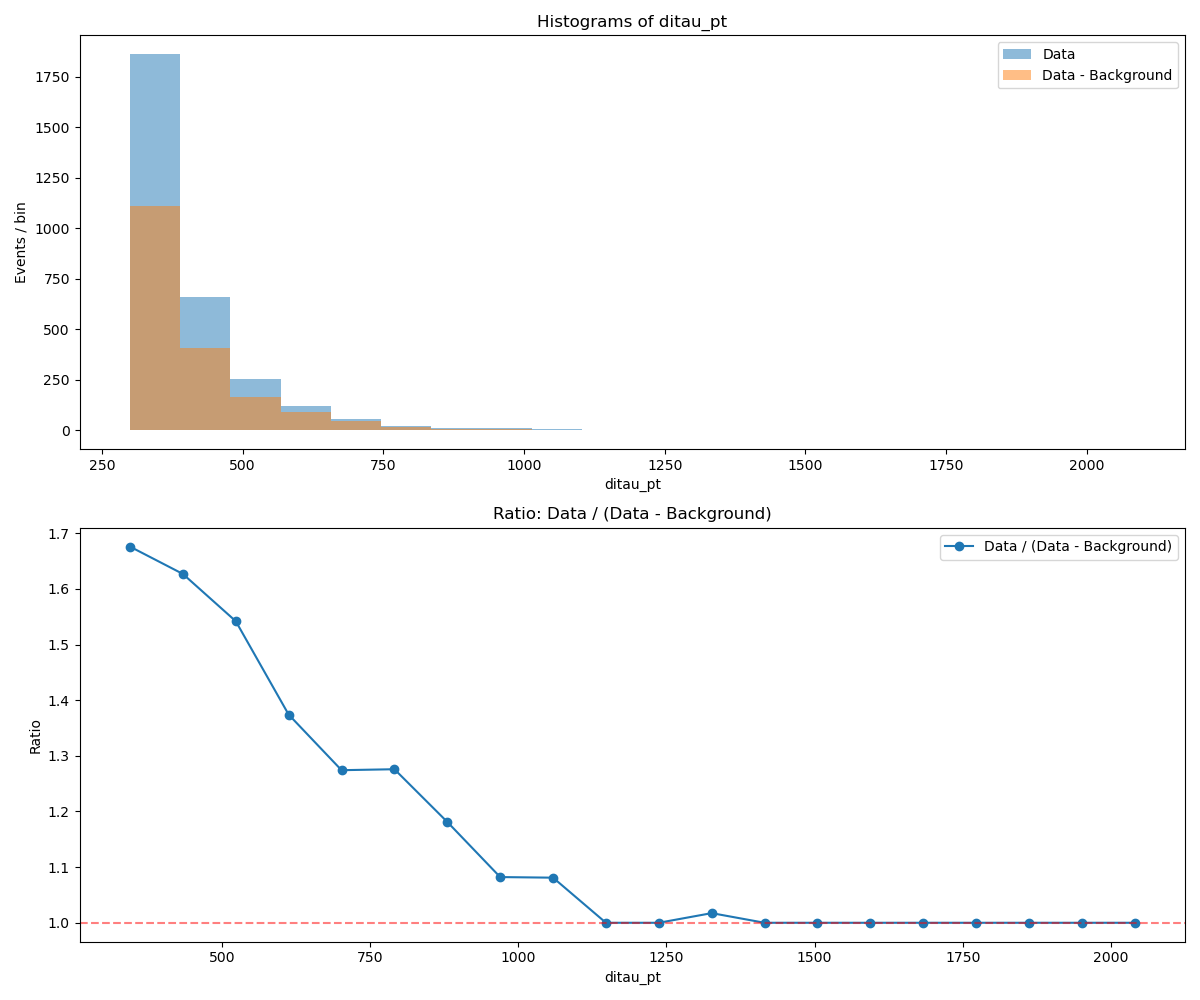 Histograms of ditau_pt
Data
Data - Background
Events / bin
1750
1500
1250
1000
750
500
250
0
250 500 750 1000 1250 1500 1750 2000
ditau_pt
Ratio: Data / (Data - Background)
Data / (Data - Background)
Ratio
1.7
1.6
1.5
1.4
1.3
1.2
1.1
1.0
500 750 1000 1250 1500 1750 2000
ditau_pt